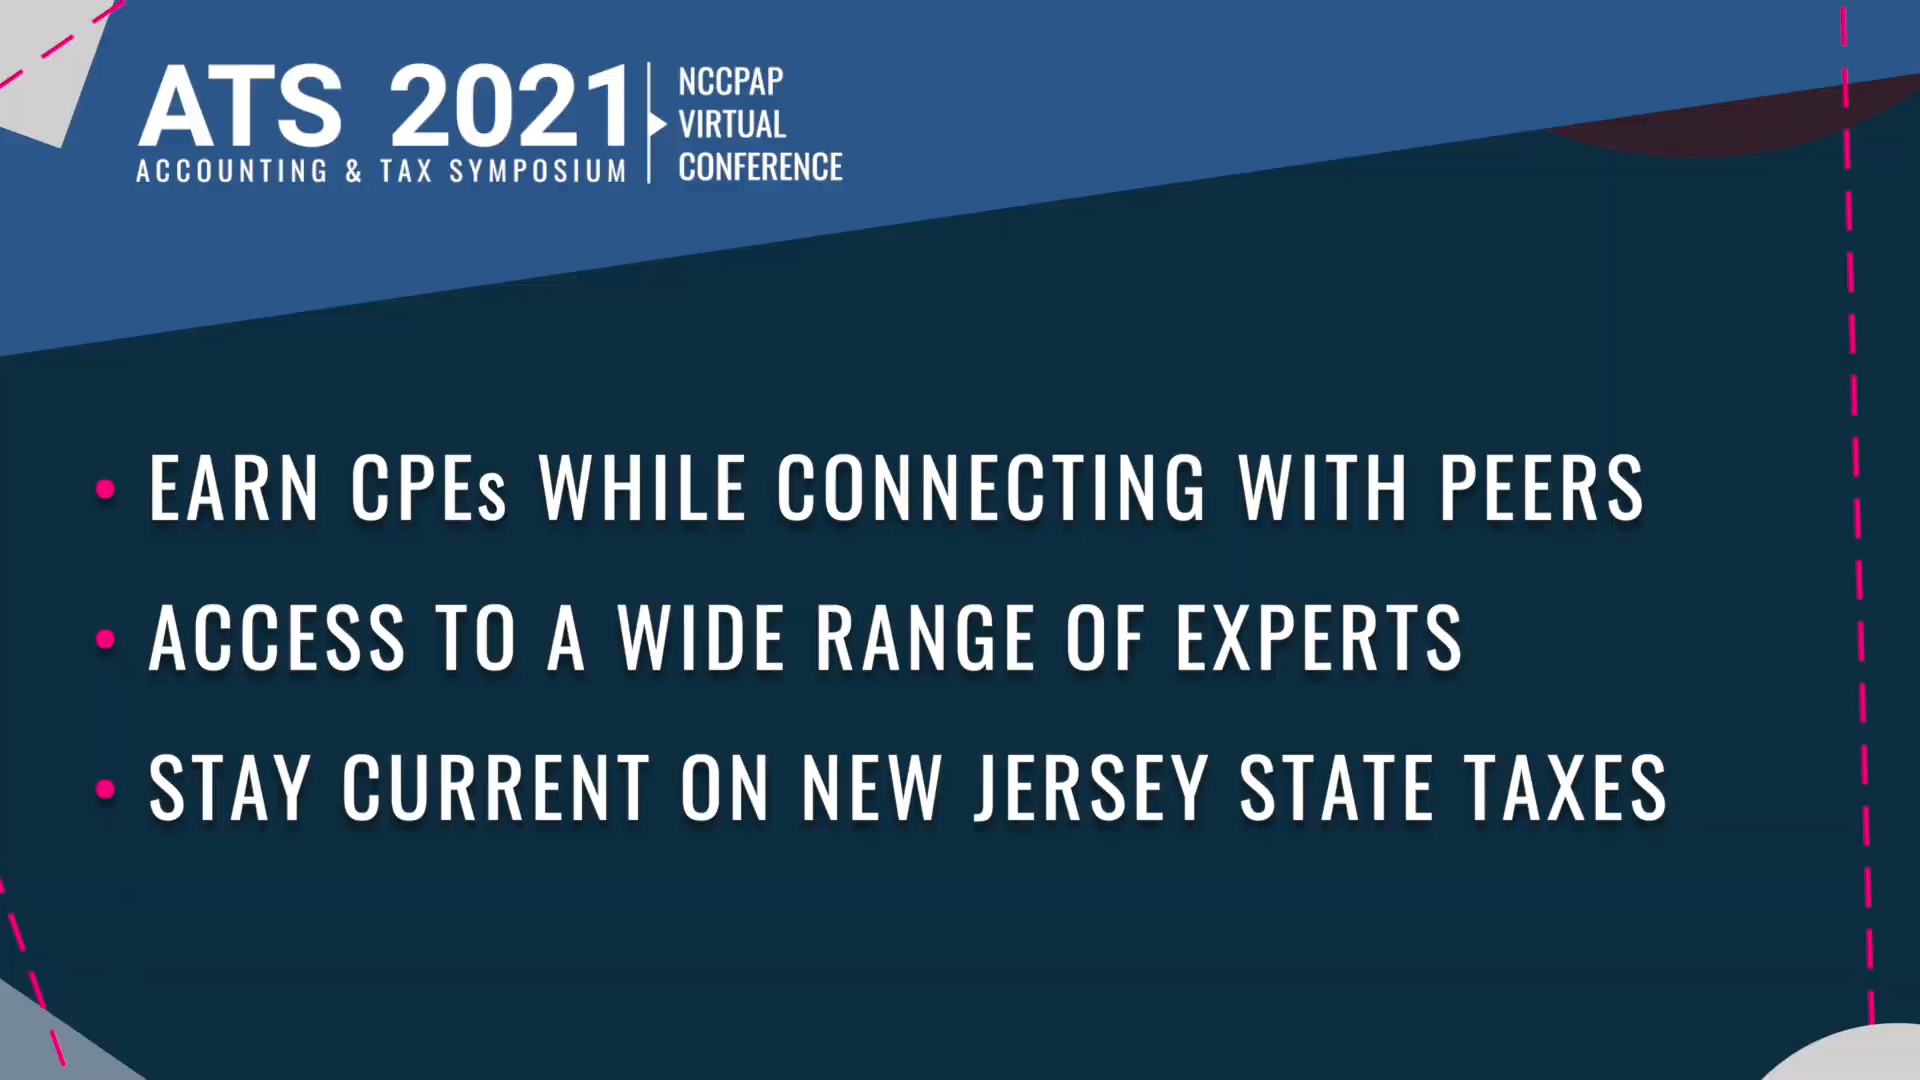 ATS 2021
ACCOUNTING & TAX SYMPOSIUM
NCCPAP
VIRTUAL
CONFERENCE
• EARN CPEs WHILE CONNECTING WITH PEERS
• ACCESS TO A WIDE RANGE OF EXPERTS
• STAY CURRENT ON NEW JERSEY STATE TAXES